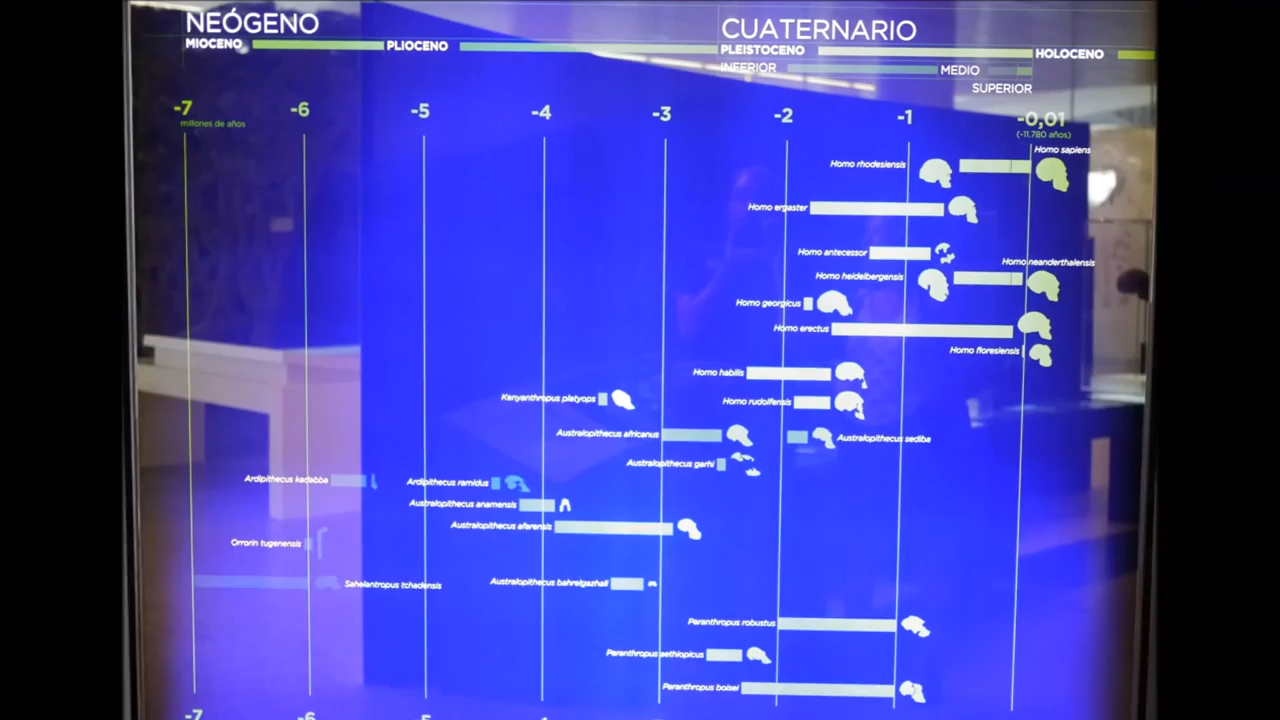 NEÓGENO
CUATERNARIO
MIOCENO
PLIOCENO
PLEISTOCENO
HOLOCENO
INFERIOR
MEDIO
SUPERIOR
-7
-6
-5
-4
-3
-2
-1
-0,01
millones de años
(-11.780 años)
Homo sapiens
Homo rhodesiensis
Homo ergaster
Homo antecessor
Homo neanderthalensis
Homo heidelbergensis
Homo georgicus
Homo erectus
Homo floresiensis
Homo habilis
Kenyanthropus platyops
Homo rudolfensis
Australopithecus africanus
Australopithecus sediba
Australopithecus garhi
Ardipithecus kadabba
Ardipithecus ramidus
Australopithecus anamensis
Australopithecus afarensis
Orrorin tugenensis
Sahelantropus tchadensis
Australopithecus bahrelgazhali
Paranthropus robustus
Paranthropus aethiopicus
Paranthropus boisei
-7
-6